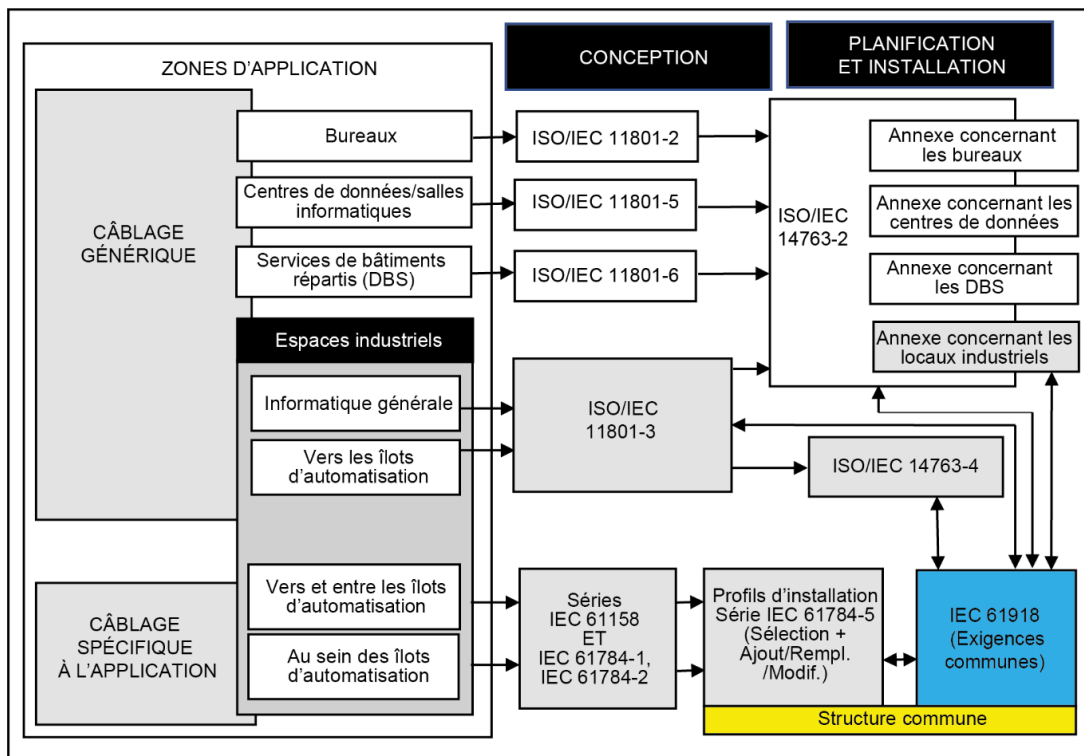 ZONES D’APPLICATION
CONCEPTION
PLANIFICATION
ET INSTALLATION
CÂBLAGE
GÉNÉRIQUE
Bureaux
ISO/IEC 11801-2
Centres de données/salles
informatiques
ISO/IEC 11801-5
Services de bâtiments
répartis (DBS)
ISO/IEC 11801-6
ISO/IEC
14763-2
Annexe concernant
les bureaux
Annexe concernant les
centres de données
Annexe concernant
les DBS
Annexe concernant les
locaux industriels
Espaces industriels
Informatique générale
Vers les îlots
d’automatisation
ISO/IEC
11801-3
ISO/IEC 14763-4
CÂBLAGE
SPÉCIFIQUE
À L’APPLICATION
Vers et entre les îlots
d’automatisation
Au sein des îlots
d’automatisation
Séries
IEC 61158
ET
IEC 61784-1,
IEC 61784-2
Profils d’installation
Série IEC 61784-5
(Sélection +
Ajout/Rempl.
/Modif.)
IEC 61918
(Exigences
communes)
Structure commune